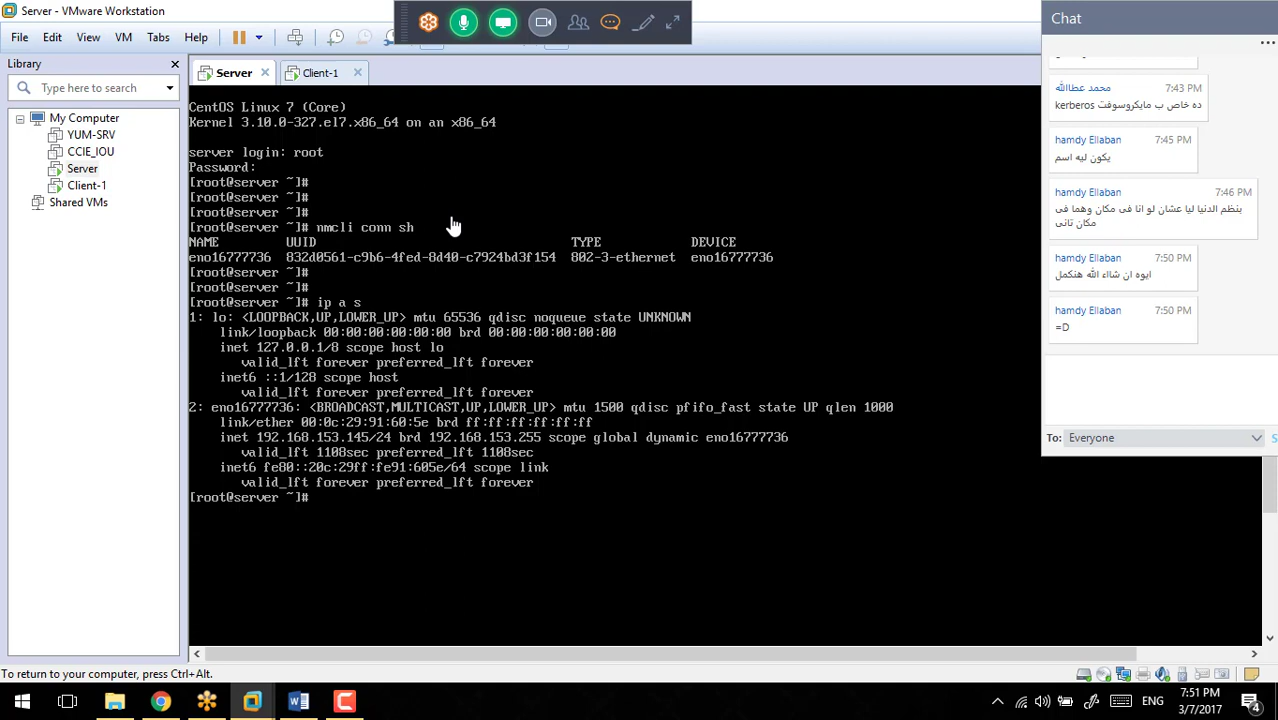 Server - VMware Workstation
File Edit View VM Tabs Help
Library
Type here to search
My Computer
YUM-SRV
CCIE_IOU
Server
Client-1
Shared VMs
Server
Client-1
CentOS Linux 7 (Core)
Kernel 3.10.0-327.el7.x86_64 on an x86_64
server login: root
Password:
[root@server ~]#
[root@server ~]#
[root@server ~]#
[root@server ~]# nmcli conn sh
NAME UUID TYPE DEVICE
eno16777736 832d0561-c9b6-4fed-8d40-c7924bd3f154 802-3-ethernet eno16777736
[root@server ~]#
[root@server ~]# ip a s
1: lo: <LOOPBACK,UP,LOWER_UP> mtu 65536 qdisc noqueue state UNKNOWN
link/loopback 00:00:00:00:00:00 brd 00:00:00:00:00:00
inet 127.0.0.1/8 scope host lo
valid_lft forever preferred_lft forever
inet6 ::1/128 scope host
valid_lft forever preferred_lft forever
2: eno16777736: <BROADCAST,MULTICAST,UP,LOWER_UP> mtu 1500 qdisc pfifo_fast state UP qlen 1000
link/ether 00:0c:29:91:60:5e brd ff:ff:ff:ff:ff:ff
inet 192.168.153.145/24 brd 192.168.153.255 scope global dynamic eno16777736
valid_lft 1108sec preferred_lft 1108sec
inet6 fe80::20c:29ff:fe91:605e/64 scope link
valid_lft forever preferred_lft forever
[root@server ~]#
Chat
محمد عطاالله 7:43 PM
ده خاص ب مايكروسوفت kerberos
hamdy Ellaban 7:45 PM
يكون ليه اسم
hamdy Ellaban 7:46 PM
بنظم الدنيا ليا عشان لو انا فى مكان وهما فى
مكان تانى
hamdy Ellaban 7:50 PM
ايوه ان شااء الله هنكمل
hamdy Ellaban 7:50 PM
=D
To: Everyone
To return to your computer, press Ctrl+Alt.
ENG
7:51 PM
3/7/2017
4